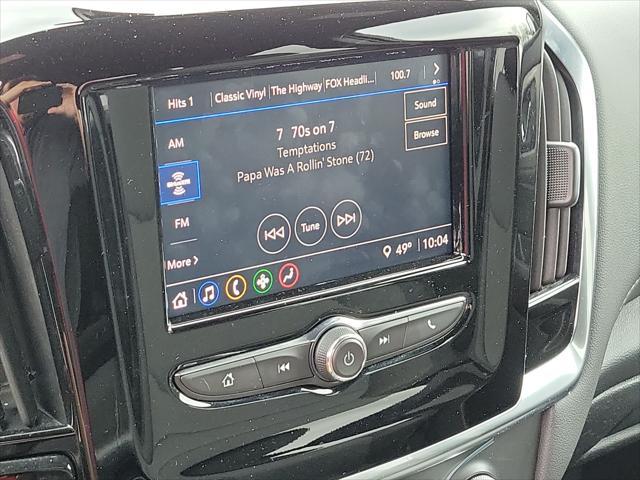 Hits 1 Classic Vinyl The Highway FOX Headli... 100.7
AM
7 70s on 7
Temptations
Papa Was A Rollin' Stone (72)
Sound
Browse
FM
Tune
More >
49° 10:04